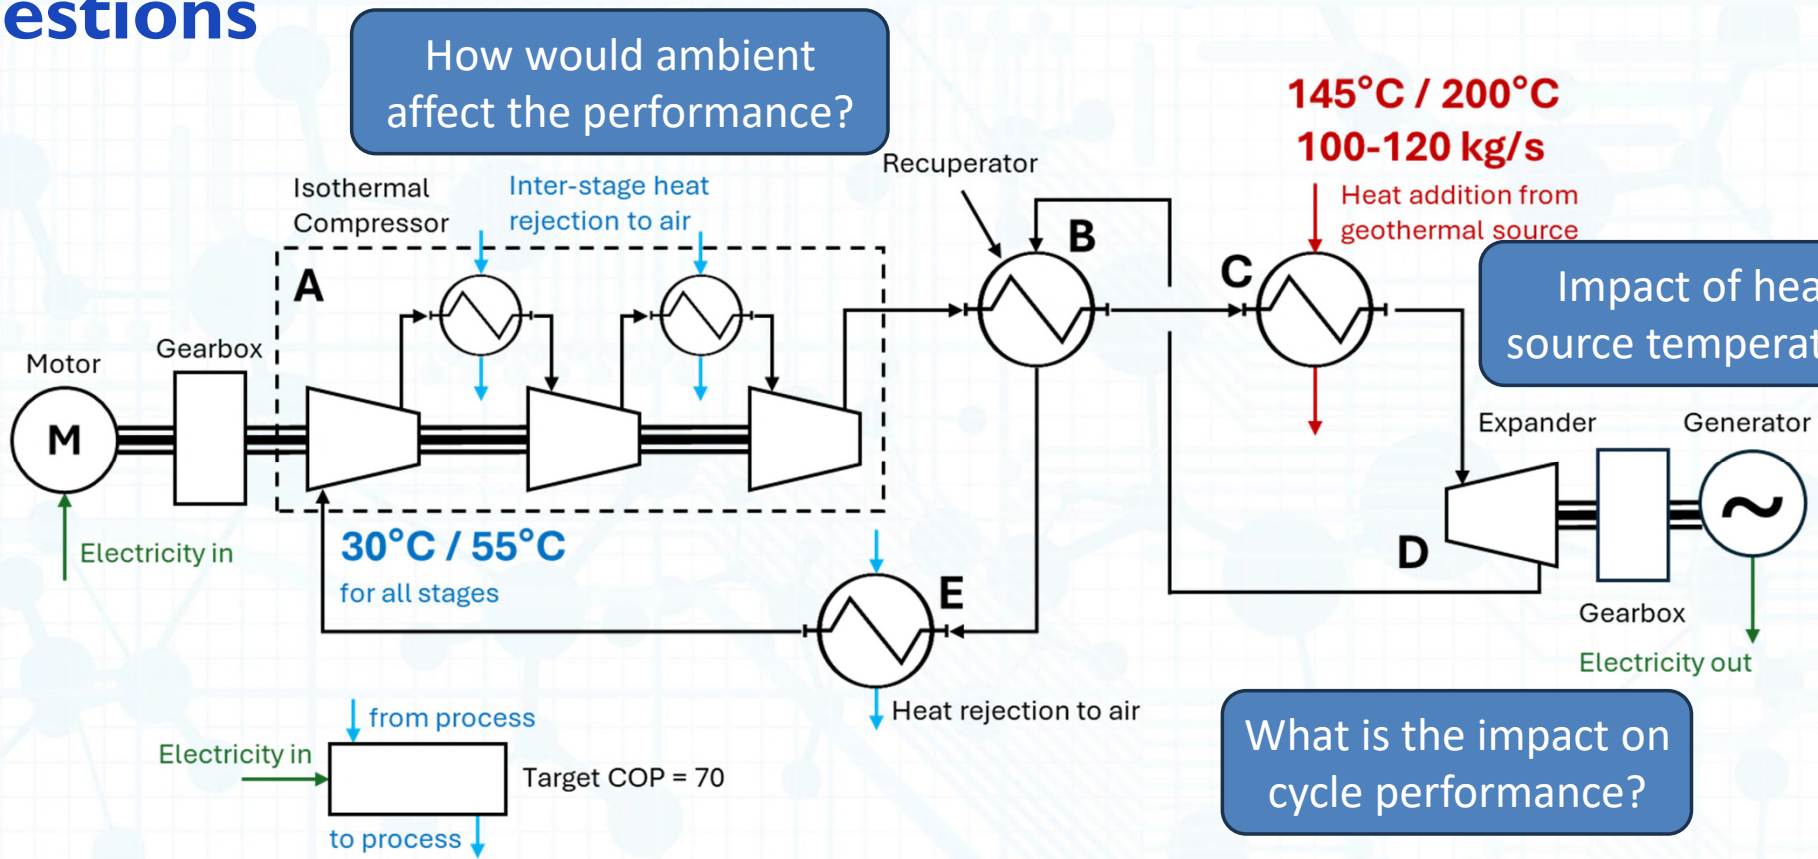 estions
How would ambient
affect the performance?
145°C / 200°C
100-120 kg/s
Recuperator
Isothermal
Compressor
Inter-stage heat
rejection to air
Heat addition from
geothermal source
A
B
C
Impact of hea
source temperat
Motor
Gearbox
M
Expander
Generator
~
D
Electricity in
30°C / 55°C
for all stages
E
Gearbox
Electricity out
Heat rejection to air
from process
Electricity in
Target COP = 70
to process
What is the impact on
cycle performance?